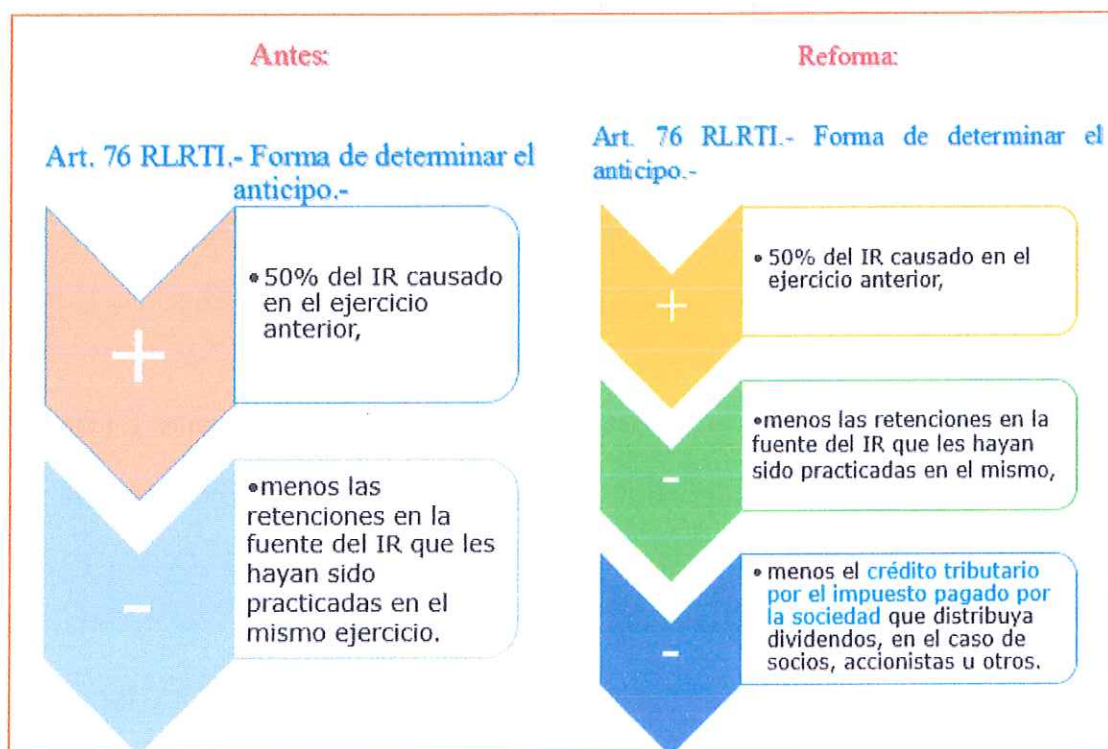 Antes:
Art. 76 RLRTI.- Forma de determinar el
anticipo.-
+
• 50% del IR causado
en el ejercicio
anterior,
-
•menos las
retenciones en la
fuente del IR que les
hayan sido
practicadas en el
mismo ejercicio.
Reforma:
Art. 76 RLRTI.- Forma de determinar el
anticipo.-
+
• 50% del IR causado en el
ejercicio anterior,
-
•menos las retenciones en la
fuente del IR que les hayan
sido practicadas en el mismo,
-
• menos el crédito tributario
por el impuesto pagado por
la sociedad que distribuya
dividendos, en el caso de
socios, accionistas u otros.